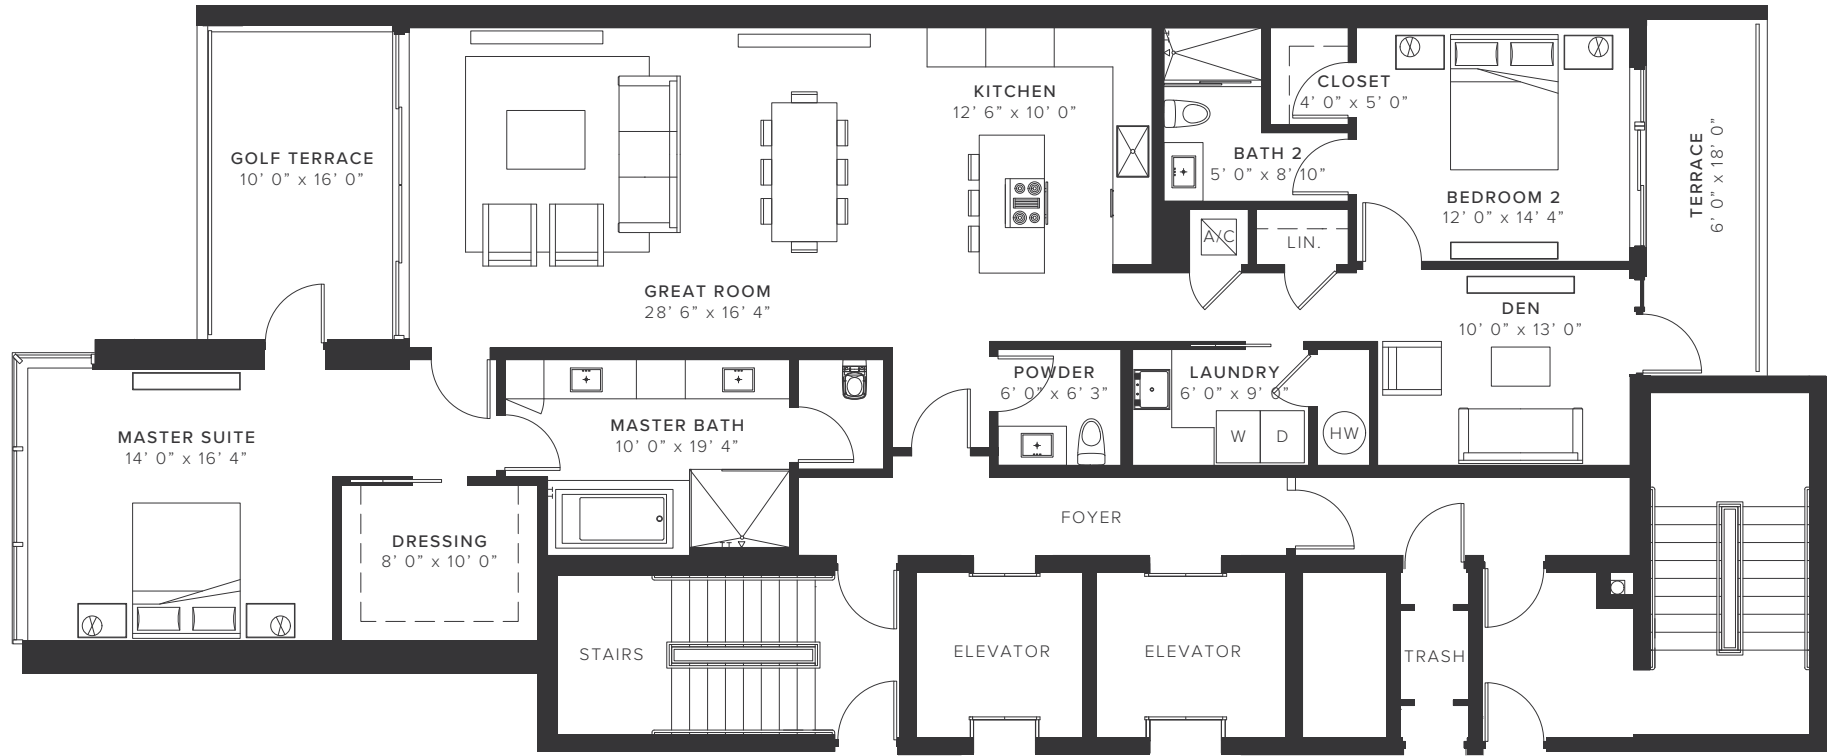 KITCHEN
12’ 6” x 10’ 0”
CLOSET
4’ 0” x 5’ 0”
GOLF TERRACE
10’ 0” x 16’ 0”
BATH 2
5’ 0” x 8’ 10”
TERRACE
6’ 0” x 18’ 0”
BEDROOM 2
12’ 0” x 14’ 4”
A/C
LIN.
GREAT ROOM
28’ 6” x 16’ 4”
DEN
10’ 0” x 13’ 0”
POWDER
6’ 0” x 6’ 3”
LAUNDRY
6’ 0” x 9’ 0”
MASTER SUITE
14’ 0” x 16’ 4”
MASTER BATH
10’ 0” x 19’ 4”
W
D
HW
FOYER
DRESSING
8’ 0” x 10’ 0”
STAIRS
ELEVATOR
ELEVATOR
TRASH